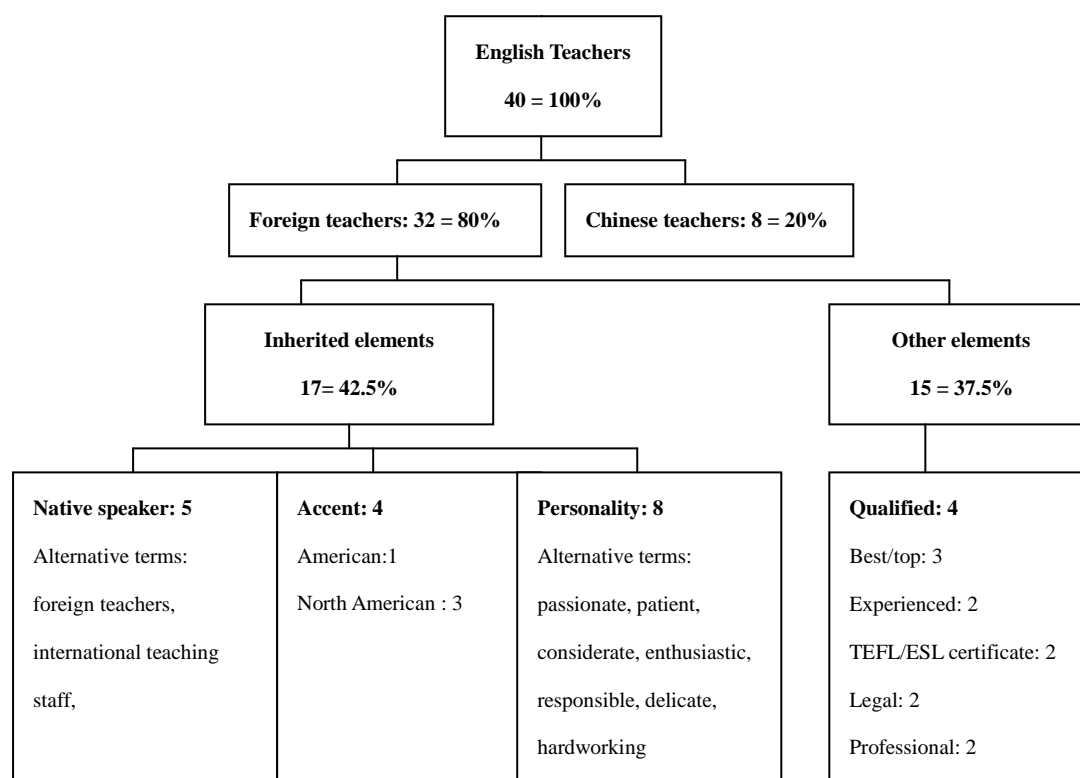 English Teachers
40 = 100%
Foreign teachers: 32 = 80%
Chinese teachers: 8 = 20%
Inherited elements
17= 42.5%
Other elements
15 = 37.5%
Native speaker: 5
Alternative terms:
foreign teachers,
international teaching
staff,
Accent: 4
American:1
North American : 3
Personality: 8
Alternative terms:
passionate, patient,
considerate, enthusiastic,
responsible, delicate,
hardworking
Qualified: 4
Best/top: 3
Experienced: 2
TEFL/ESL certificate: 2
Legal: 2
Professional: 2